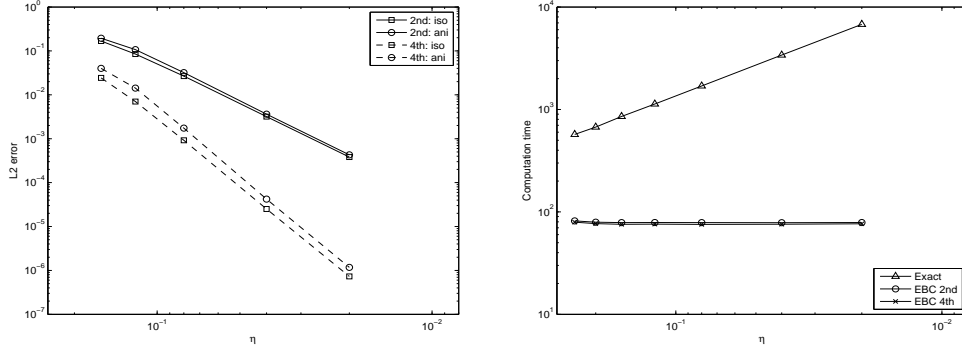 10^0
10^-1
10^-2
10^-3
10^-4
10^-5
10^-6
10^-7
L2 error
10^-1
10^-2
η
2nd: iso
2nd: ani
4th: iso
4th: ani
10^4
10^3
10^2
10^1
Computation time
10^-1
10^-2
η
Exact
EBC 2nd
EBC 4th